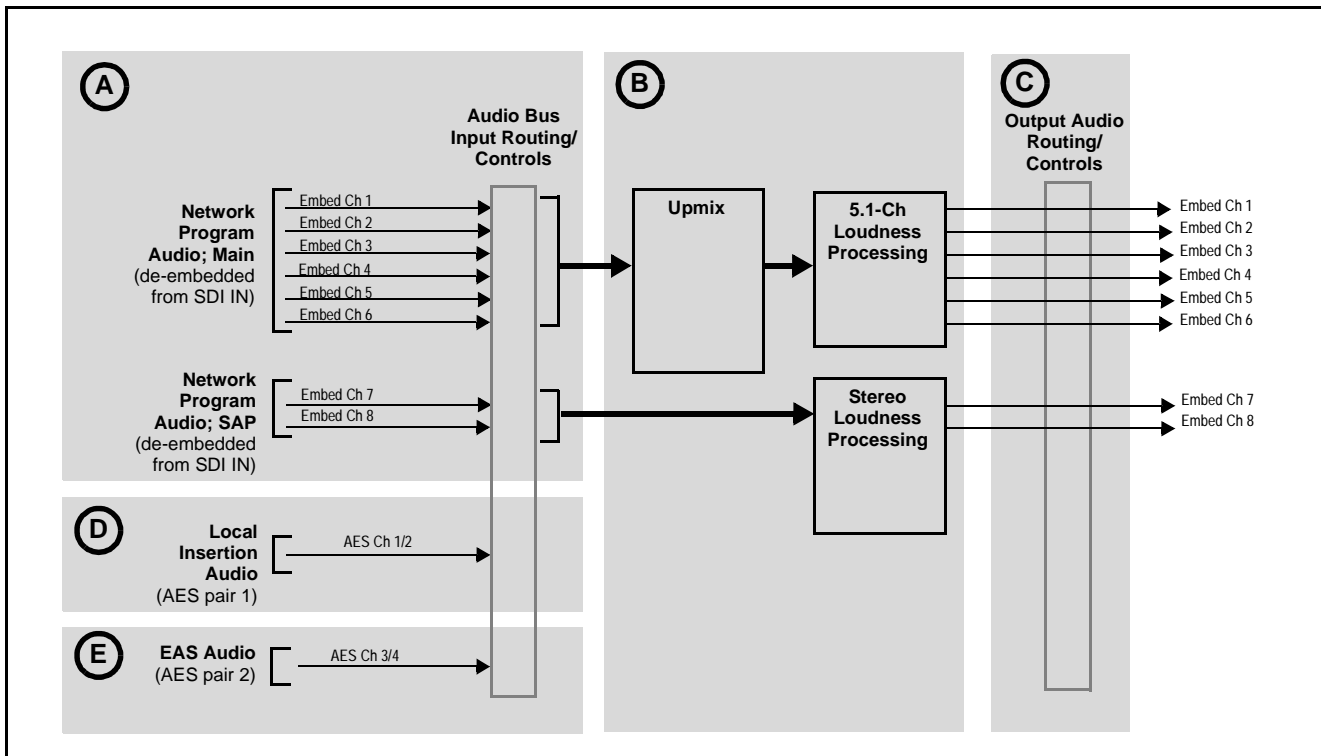 A
Audio Bus
Input Routing/
Controls
Network
Program
Audio; Main
(de-embedded
from SDI IN)
Embed Ch 1
Embed Ch 2
Embed Ch 3
Embed Ch 4
Embed Ch 5
Embed Ch 6
Network
Program
Audio; SAP
(de-embedded
from SDI IN)
Embed Ch 7
Embed Ch 8
B
Upmix
5.1-Ch
Loudness
Processing
Stereo
Loudness
Processing
C
Output Audio
Routing/
Controls
Embed Ch 1
Embed Ch 2
Embed Ch 3
Embed Ch 4
Embed Ch 5
Embed Ch 6
Embed Ch 7
Embed Ch 8
D
Local
Insertion
Audio
(AES pair 1)
AES Ch 1/2
E
EAS Audio
(AES pair 2)
AES Ch 3/4